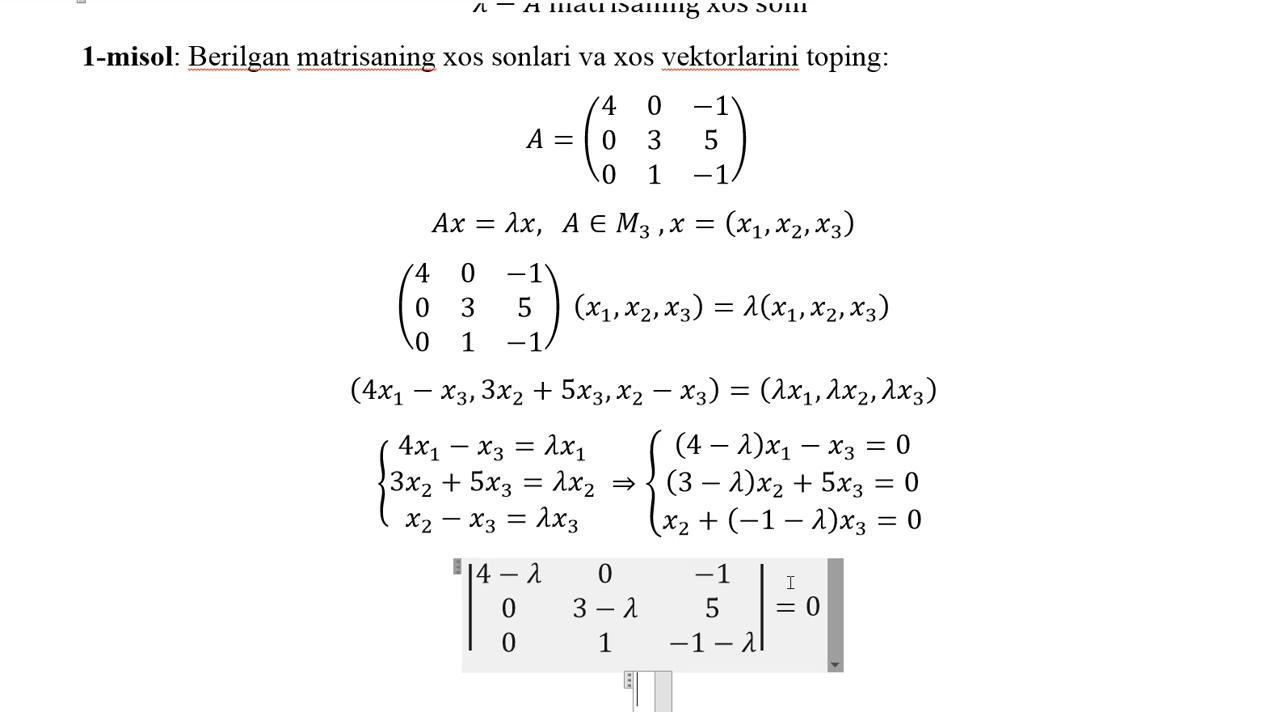 λ − A matrisaning xos soni
1-misol: Berilgan matrisaning xos sonlari va xos vektorlarini toping:
A = (4 0 −1
0 3 5
0 1 −1)
Ax = λx, A ∈ M₃ , x = (x₁, x₂, x₃)
(4 0 −1
0 3 5
0 1 −1) (x₁, x₂, x₃) = λ(x₁, x₂, x₃)
(4x₁ − x₃, 3x₂ + 5x₃, x₂ − x₃) = (λx₁, λx₂, λx₃)
{4x₁ − x₃ = λx₁ {(4 − λ)x₁ − x₃ = 0
3x₂ + 5x₃ = λx₂ ⇒ (3 − λ)x₂ + 5x₃ = 0
x₂ − x₃ = λx₃ x₂ + (−1 − λ)x₃ = 0
|4 − λ 0 −1|
|0 3 − λ 5| = 0
|0 1 −1 − λ|